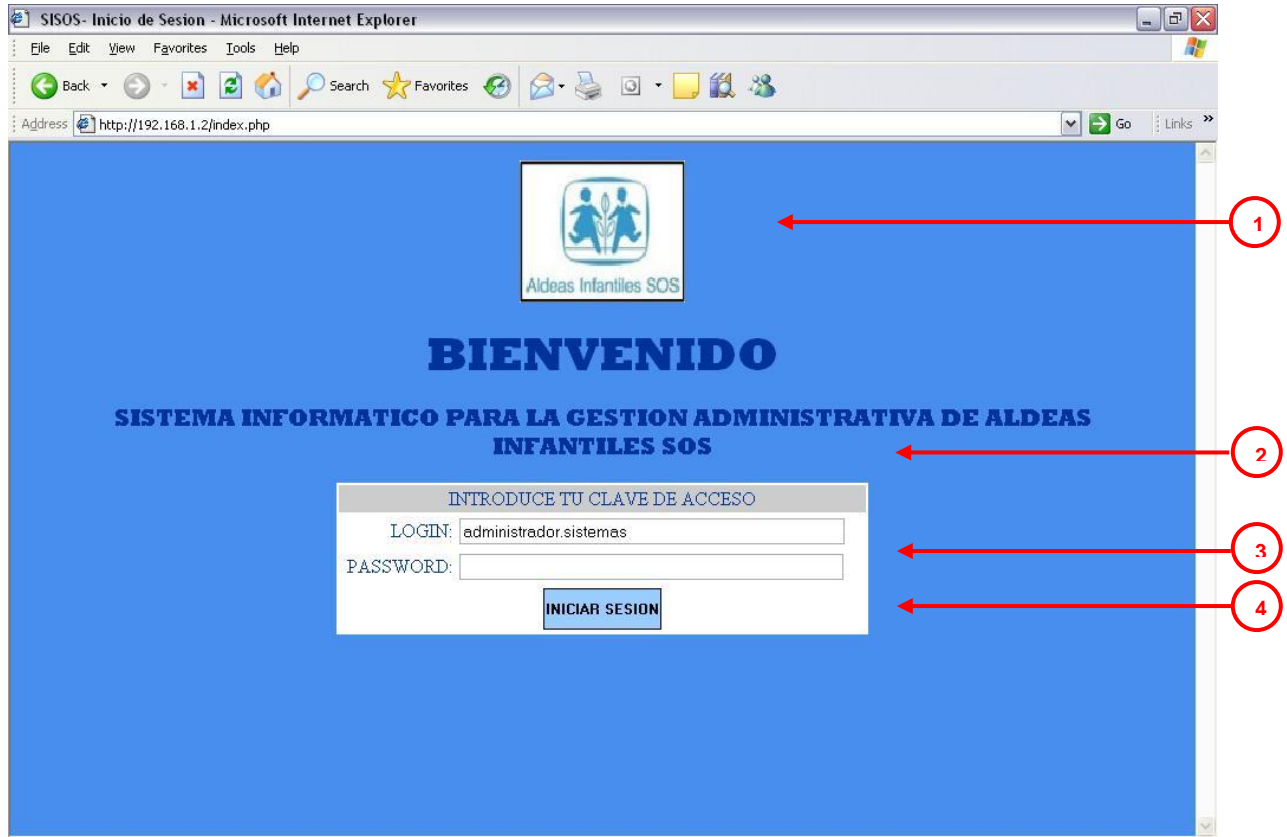 SISOS- Inicio de Sesion - Microsoft Internet Explorer
File Edit View Favorites Tools Help
Back Search Favorites
Address http://192.168.1.2/index.php Go Links »
Aldeas Infantiles SOS
1
BIENVENIDO
SISTEMA INFORMATICO PARA LA GESTION ADMINISTRATIVA DE ALDEAS
INFANTILES SOS
2
INTRODUCE TU CLAVE DE ACCESO
LOGIN: administrador.sistemas
3
PASSWORD:
INICIAR SESION
4